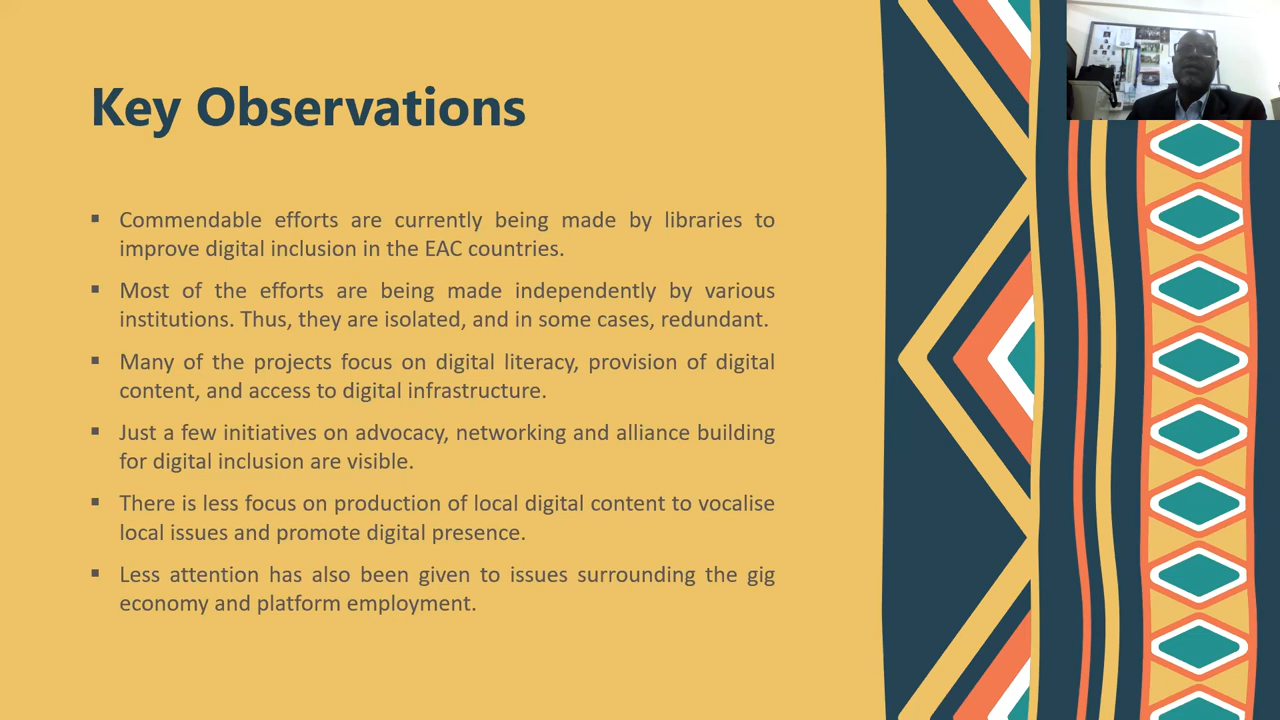 Key Observations
▪ Commendable efforts are currently being made by libraries to
improve digital inclusion in the EAC countries.
▪ Most of the efforts are being made independently by various
institutions. Thus, they are isolated, and in some cases, redundant.
▪ Many of the projects focus on digital literacy, provision of digital
content, and access to digital infrastructure.
▪ Just a few initiatives on advocacy, networking and alliance building
for digital inclusion are visible.
▪ There is less focus on production of local digital content to vocalise
local issues and promote digital presence.
▪ Less attention has also been given to issues surrounding the gig
economy and platform employment.